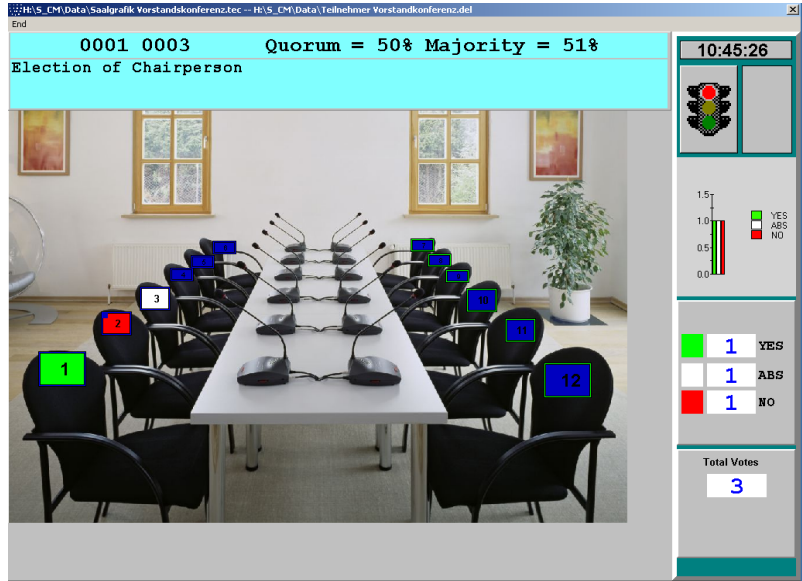 H:\S_CM\Data\Saalgrafik Vorstandskonferenz.tec -- H:\S_CM\Data\Teilnehmer Vorstandkonferenz.del
End
0001 0003 Quorum = 50% Majority = 51%
Election of Chairperson
10:45:26
1.5
1.0
0.5
0.0
YES
ABS
NO
3
2
1
10
11
12
1 YES
1 ABS
1 NO
Total Votes
3